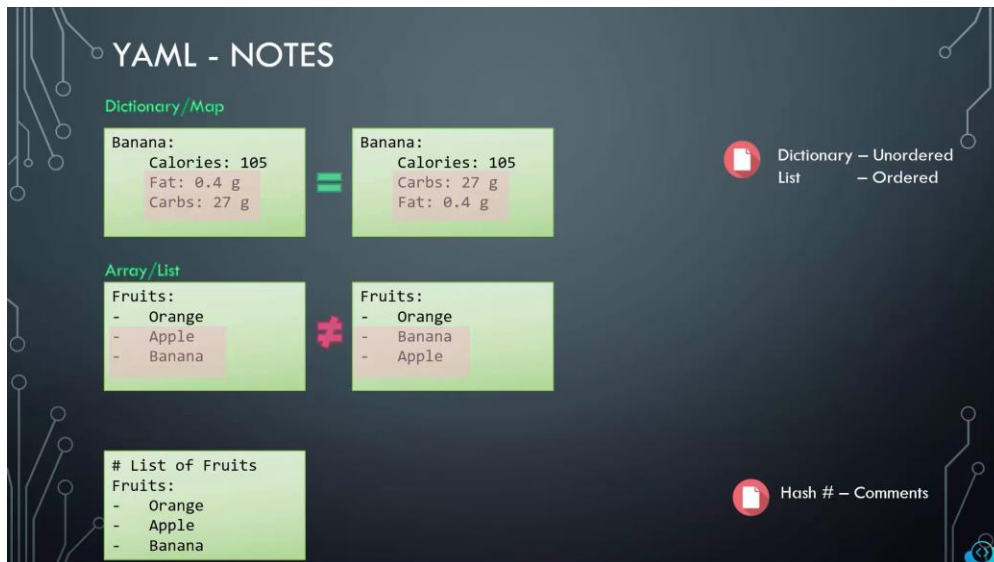 YAML - NOTES
Dictionary/Map
Banana:
Calories: 105
Fat: 0.4 g
Carbs: 27 g
=
Banana:
Calories: 105
Carbs: 27 g
Fat: 0.4 g
Dictionary – Unordered
List – Ordered
Array/List
Fruits:
- Orange
- Apple
- Banana
≠
Fruits:
- Orange
- Banana
- Apple
# List of Fruits
Fruits:
- Orange
- Apple
- Banana
Hash # – Comments